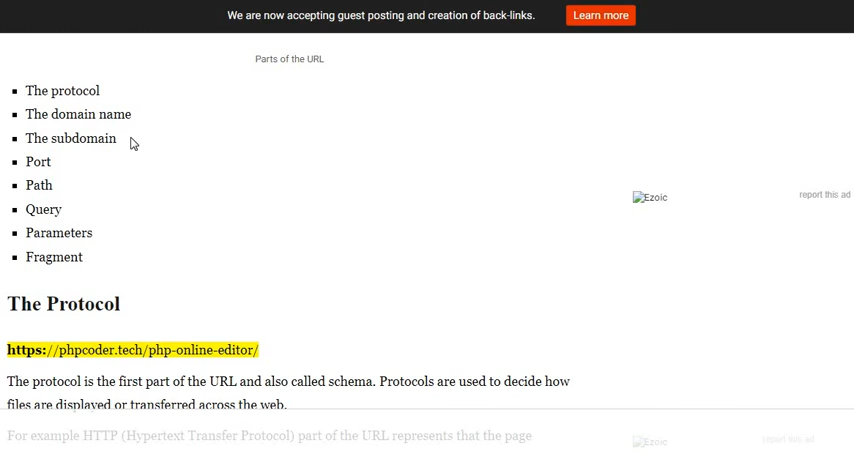 We are now accepting guest posting and creation of back-links. Learn more
Parts of the URL
The protocol
The domain name
The subdomain
Port
Path
Query
Parameters
Fragment
Ezoic
report this ad
The Protocol
https://phpcoder.tech/php-online-editor/
The protocol is the first part of the URL and also called schema. Protocols are used to decide how
files are displayed or transferred across the web.
For example HTTP (Hypertext Transfer Protocol) part of the URL represents that the page
Ezoic
report this ad